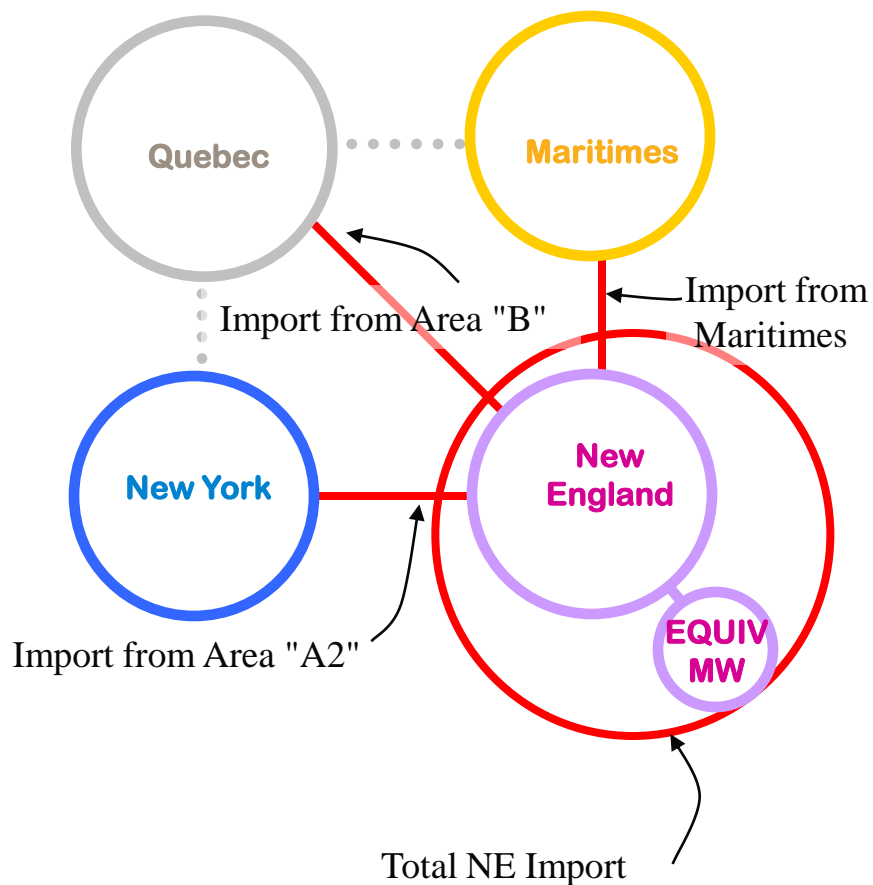 Quebec
Maritimes
Import from Area "B"
Import from
Maritimes
New York
New
England
Import from Area "A2"
EQUIV
MW
Total NE Import